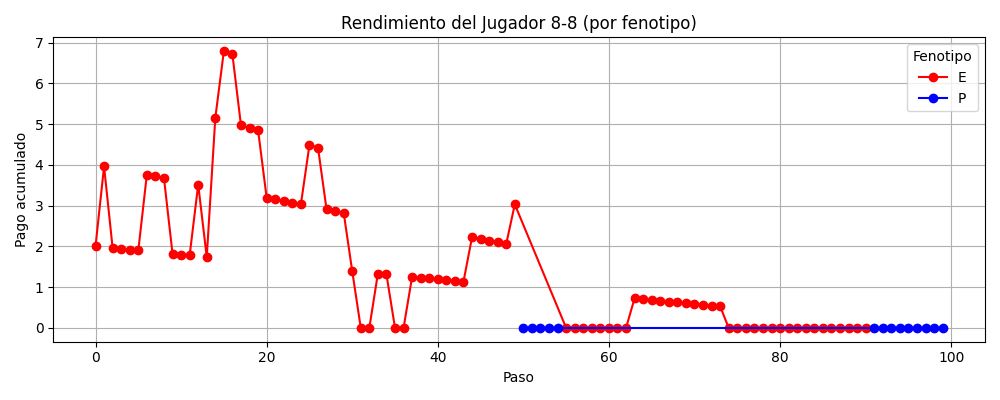 Rendimiento del Jugador 8-8 (por fenotipo)
Pago acumulado
7
6
5
4
3
2
1
0
0 20 40 60 80 100
Paso
Fenotipo
E
P